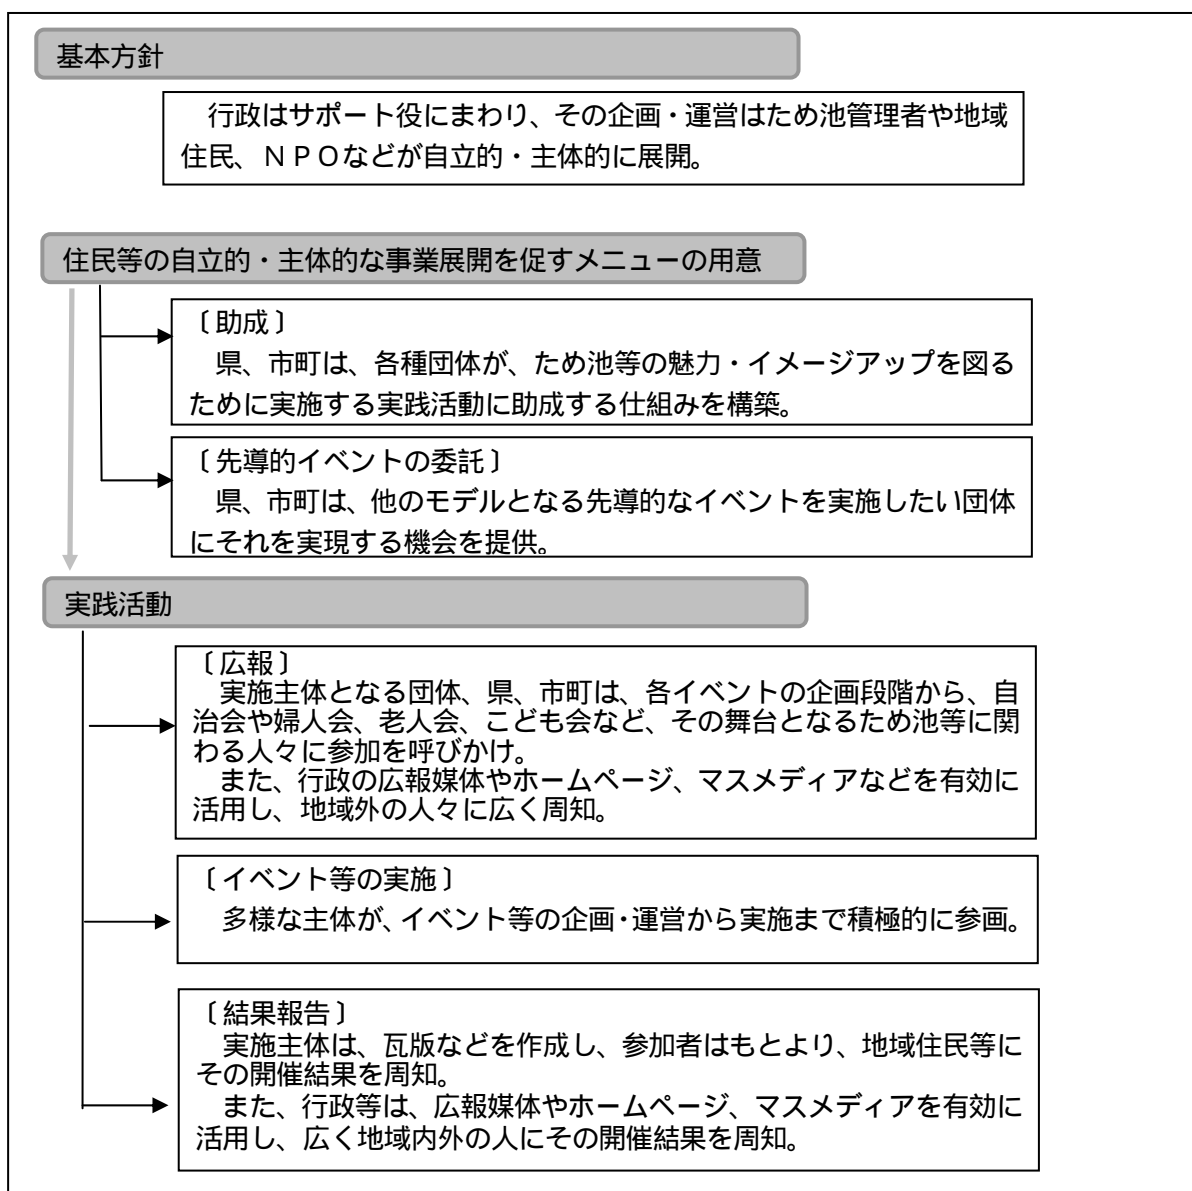 基本方針
行政はサポート役にまわり、その企画・運営はため池管理者や地域
住民、ＮＰＯなどが自立的・主体的に展開。
住民等の自立的・主体的な事業展開を促すメニューの用意
〔助成〕
県、市町は、各種団体が、ため池等の魅力・イメージアップを図る
ために実施する実践活動に助成する仕組みを構築。
〔先導的イベントの委託〕
県、市町は、他のモデルとなる先導的なイベントを実施したい団体
にそれを実現する機会を提供。
実践活動
〔広報〕
実施主体となる団体、県、市町は、各イベントの企画段階から、自
治会や婦人会、老人会、こども会など、その舞台となるため池等に関
わる人々に参加を呼びかけ。
また、行政の広報媒体やホームページ、マスメディアなどを有効に
活用し、地域外の人々に広く周知。
〔イベント等の実施〕
多様な主体が、イベント等の企画・運営から実施まで積極的に参画。
〔結果報告〕
実施主体は、瓦版などを作成し、参加者はもとより、地域住民等に
その開催結果を周知。
また、行政等は、広報媒体やホームページ、マスメディアを有効に
活用し、広く地域内外の人にその開催結果を周知。